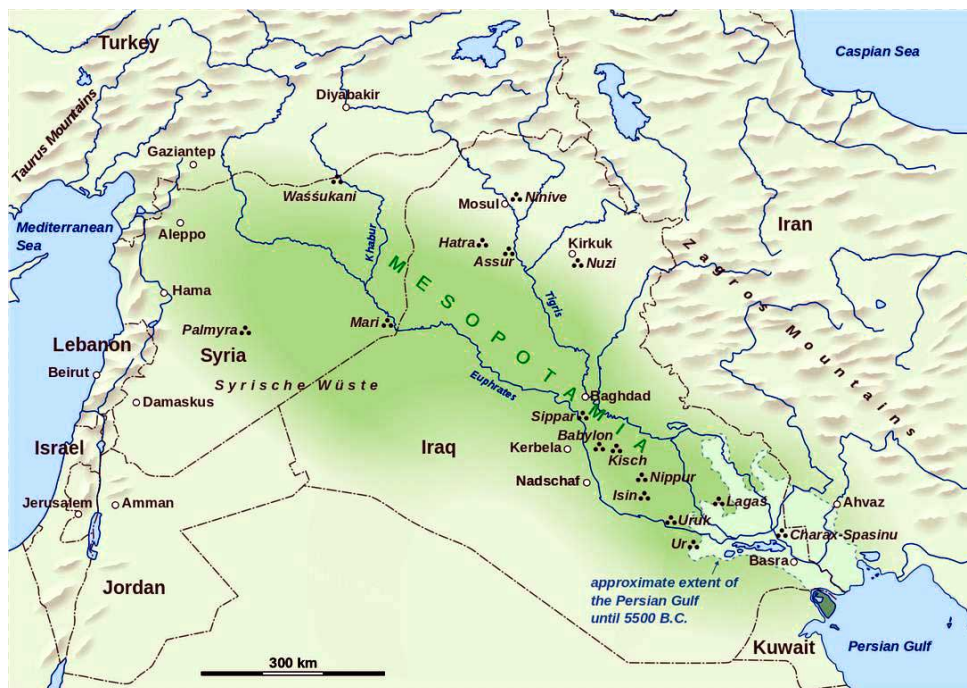 Turkey
Caspian Sea
Taurus Mountains
Diyabakir
Gaziantep
Waśśukani
Mosul
Ninive
Mediterranean
Sea
Aleppo
Khabur
Hatra
Assur
Kirkuk
Nuzi
Iran
Zagros Mountains
MESOPOTAMIA
Hama
Tigris
Palmyra
Mari
Lebanon
Syria
Beirut
Syrische Wüste
Euphrates
Baghdad
Damaskus
Sippar
Israel
Iraq
Kerbela
Babylon
Kisch
Nadschaf
Nippur
Isin
Jerusalem
Amman
Lagaš
Ahvaz
Uruk
Charax-Spasinu
Ur
Basra
Jordan
approximate extent of
the Persian Gulf
until 5500 B.C.
Kuwait
Persian Gulf
300 km